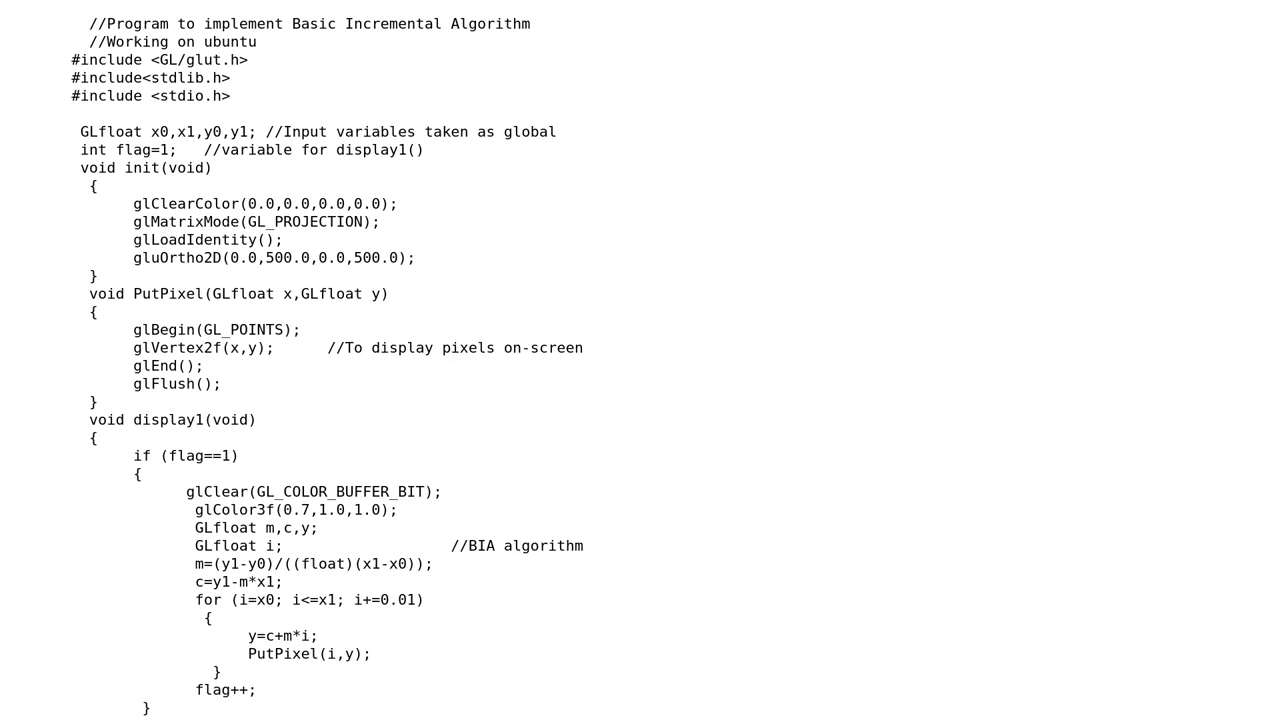 //Program to implement Basic Incremental Algorithm
//Working on ubuntu
#include <GL/glut.h>
#include<stdlib.h>
#include <stdio.h>
GLfloat x0,x1,y0,y1; //Input variables taken as global
int flag=1;   //variable for display1()
void init(void)
{
glClearColor(0.0,0.0,0.0,0.0);
glMatrixMode(GL_PROJECTION);
glLoadIdentity();
gluOrtho2D(0.0,500.0,0.0,500.0);
}
void PutPixel(GLfloat x,GLfloat y)
{
glBegin(GL_POINTS);
glVertex2f(x,y);      //To display pixels on-screen
glEnd();
glFlush();
}
void display1(void)
{
if (flag==1)
{
glClear(GL_COLOR_BUFFER_BIT);
glColor3f(0.7,1.0,1.0);
GLfloat m,c,y;
GLfloat i;                   //BIA algorithm
m=(y1-y0)/((float)(x1-x0));
c=y1-m*x1;
for (i=x0; i<=x1; i+=0.01)
{
y=c+m*i;
PutPixel(i,y);
}
flag++;
}